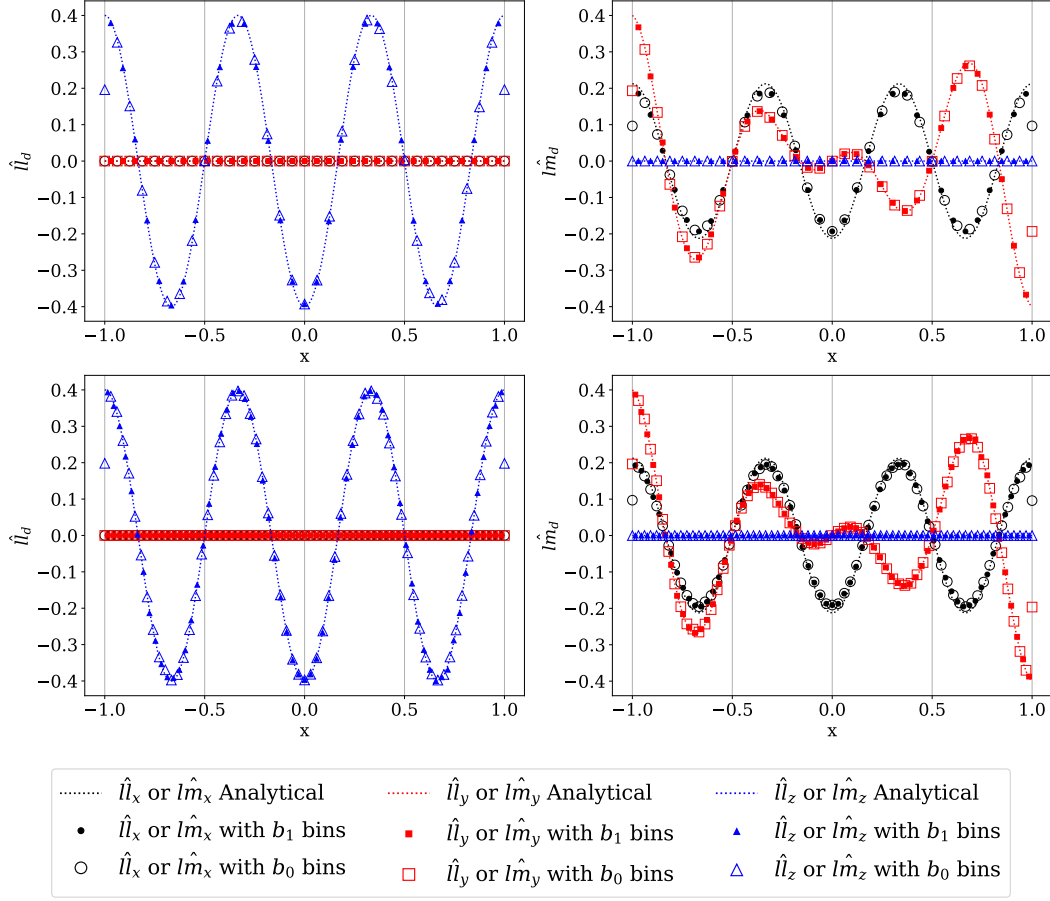 0.4
0.3
0.2
0.1
0.0
−0.1
−0.2
−0.3
−0.4
l̂l_d
−1.0 −0.5 0.0 0.5 1.0
x
0.4
0.3
0.2
0.1
0.0
−0.1
−0.2
−0.3
−0.4
lm̂_d
−1.0 −0.5 0.0 0.5 1.0
x
0.4
0.3
0.2
0.1
0.0
−0.1
−0.2
−0.3
−0.4
l̂l_d
−1.0 −0.5 0.0 0.5 1.0
x
0.4
0.3
0.2
0.1
0.0
−0.1
−0.2
−0.3
−0.4
lm̂_d
−1.0 −0.5 0.0 0.5 1.0
x
l̂l_x or lm̂_x Analytical
l̂l_x or lm̂_x with b_1 bins
l̂l_x or lm̂_x with b_0 bins
l̂l_y or lm̂_y Analytical
l̂l_y or lm̂_y with b_1 bins
l̂l_y or lm̂_y with b_0 bins
l̂l_z or lm̂_z Analytical
l̂l_z or lm̂_z with b_1 bins
l̂l_z or lm̂_z with b_0 bins